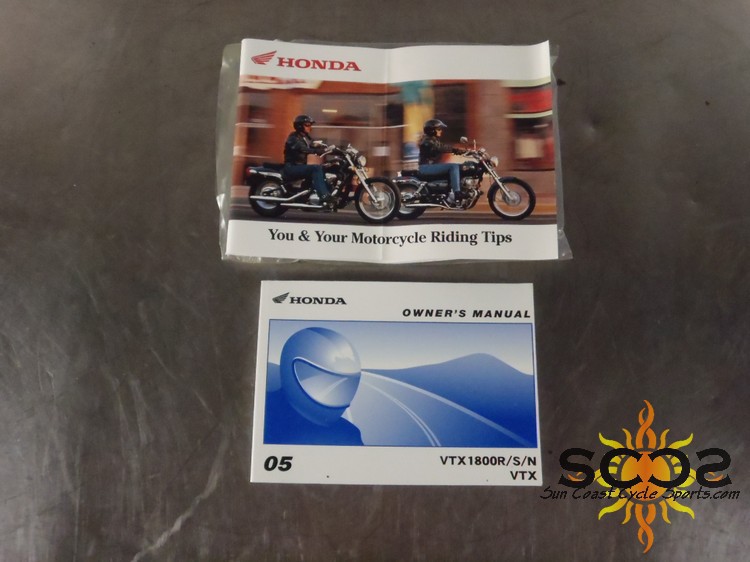 HONDA
You & Your Motorcycle Riding Tips
HONDA
OWNER'S MANUAL
05
VTX1800R/S/N
VTX
SCCS
Sun Coast Cycle Sports.com